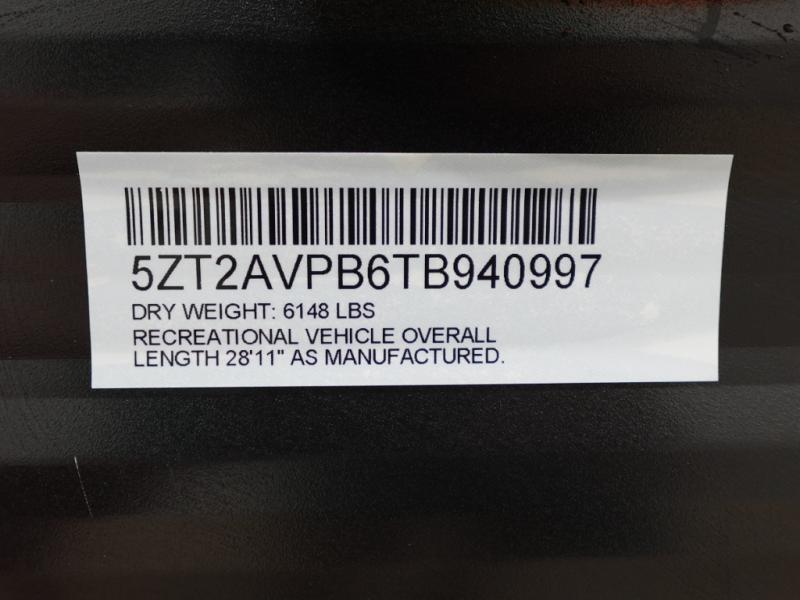 5ZT2AVPB6TB940997
DRY WEIGHT: 6148 LBS
RECREATIONAL VEHICLE OVERALL
LENGTH 28'11" AS MANUFACTURED.